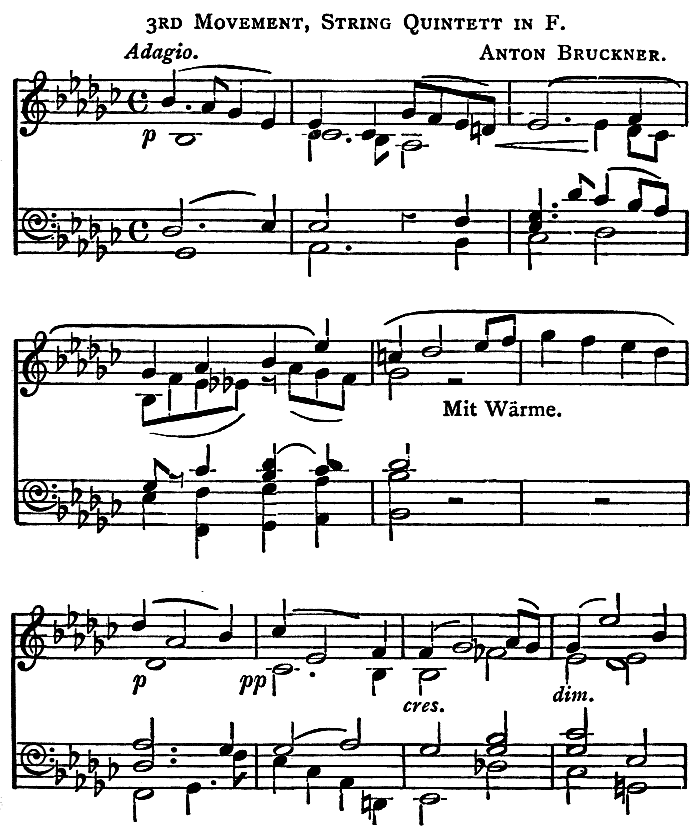 3RD MOVEMENT, STRING QUINTETT IN F.
Adagio. ANTON BRUCKNER.
p
Mit Wärme.
p pp cres. dim.